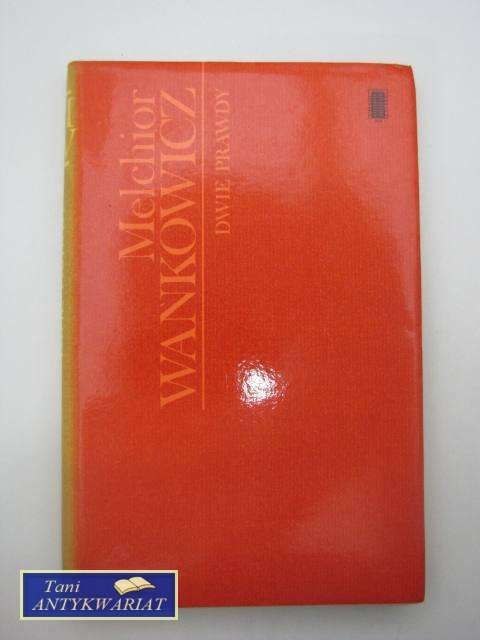 Melchior
WAŃKOWICZ
DWIE PRAWDY
Tani
ANTYKWARIAT